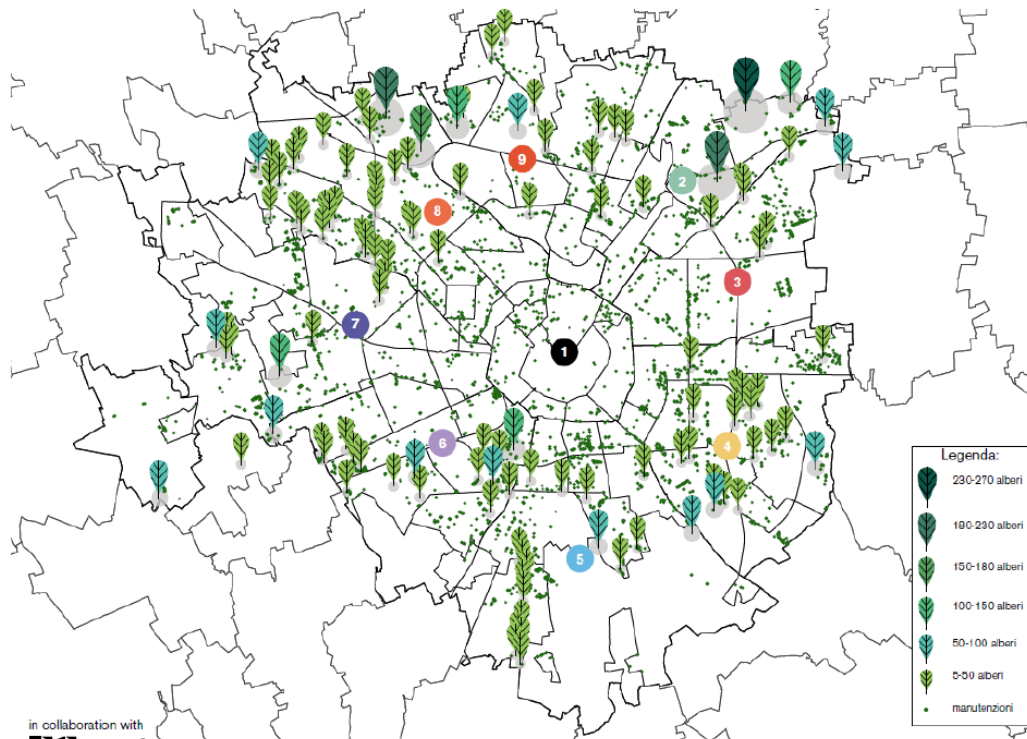 9
2
8
3
7
1
6
4
5
Legenda:
230-270 alberi
180-230 alberi
150-180 alberi
100-150 alberi
50-100 alberi
5-50 alberi
manutenzioni
in collaboration with